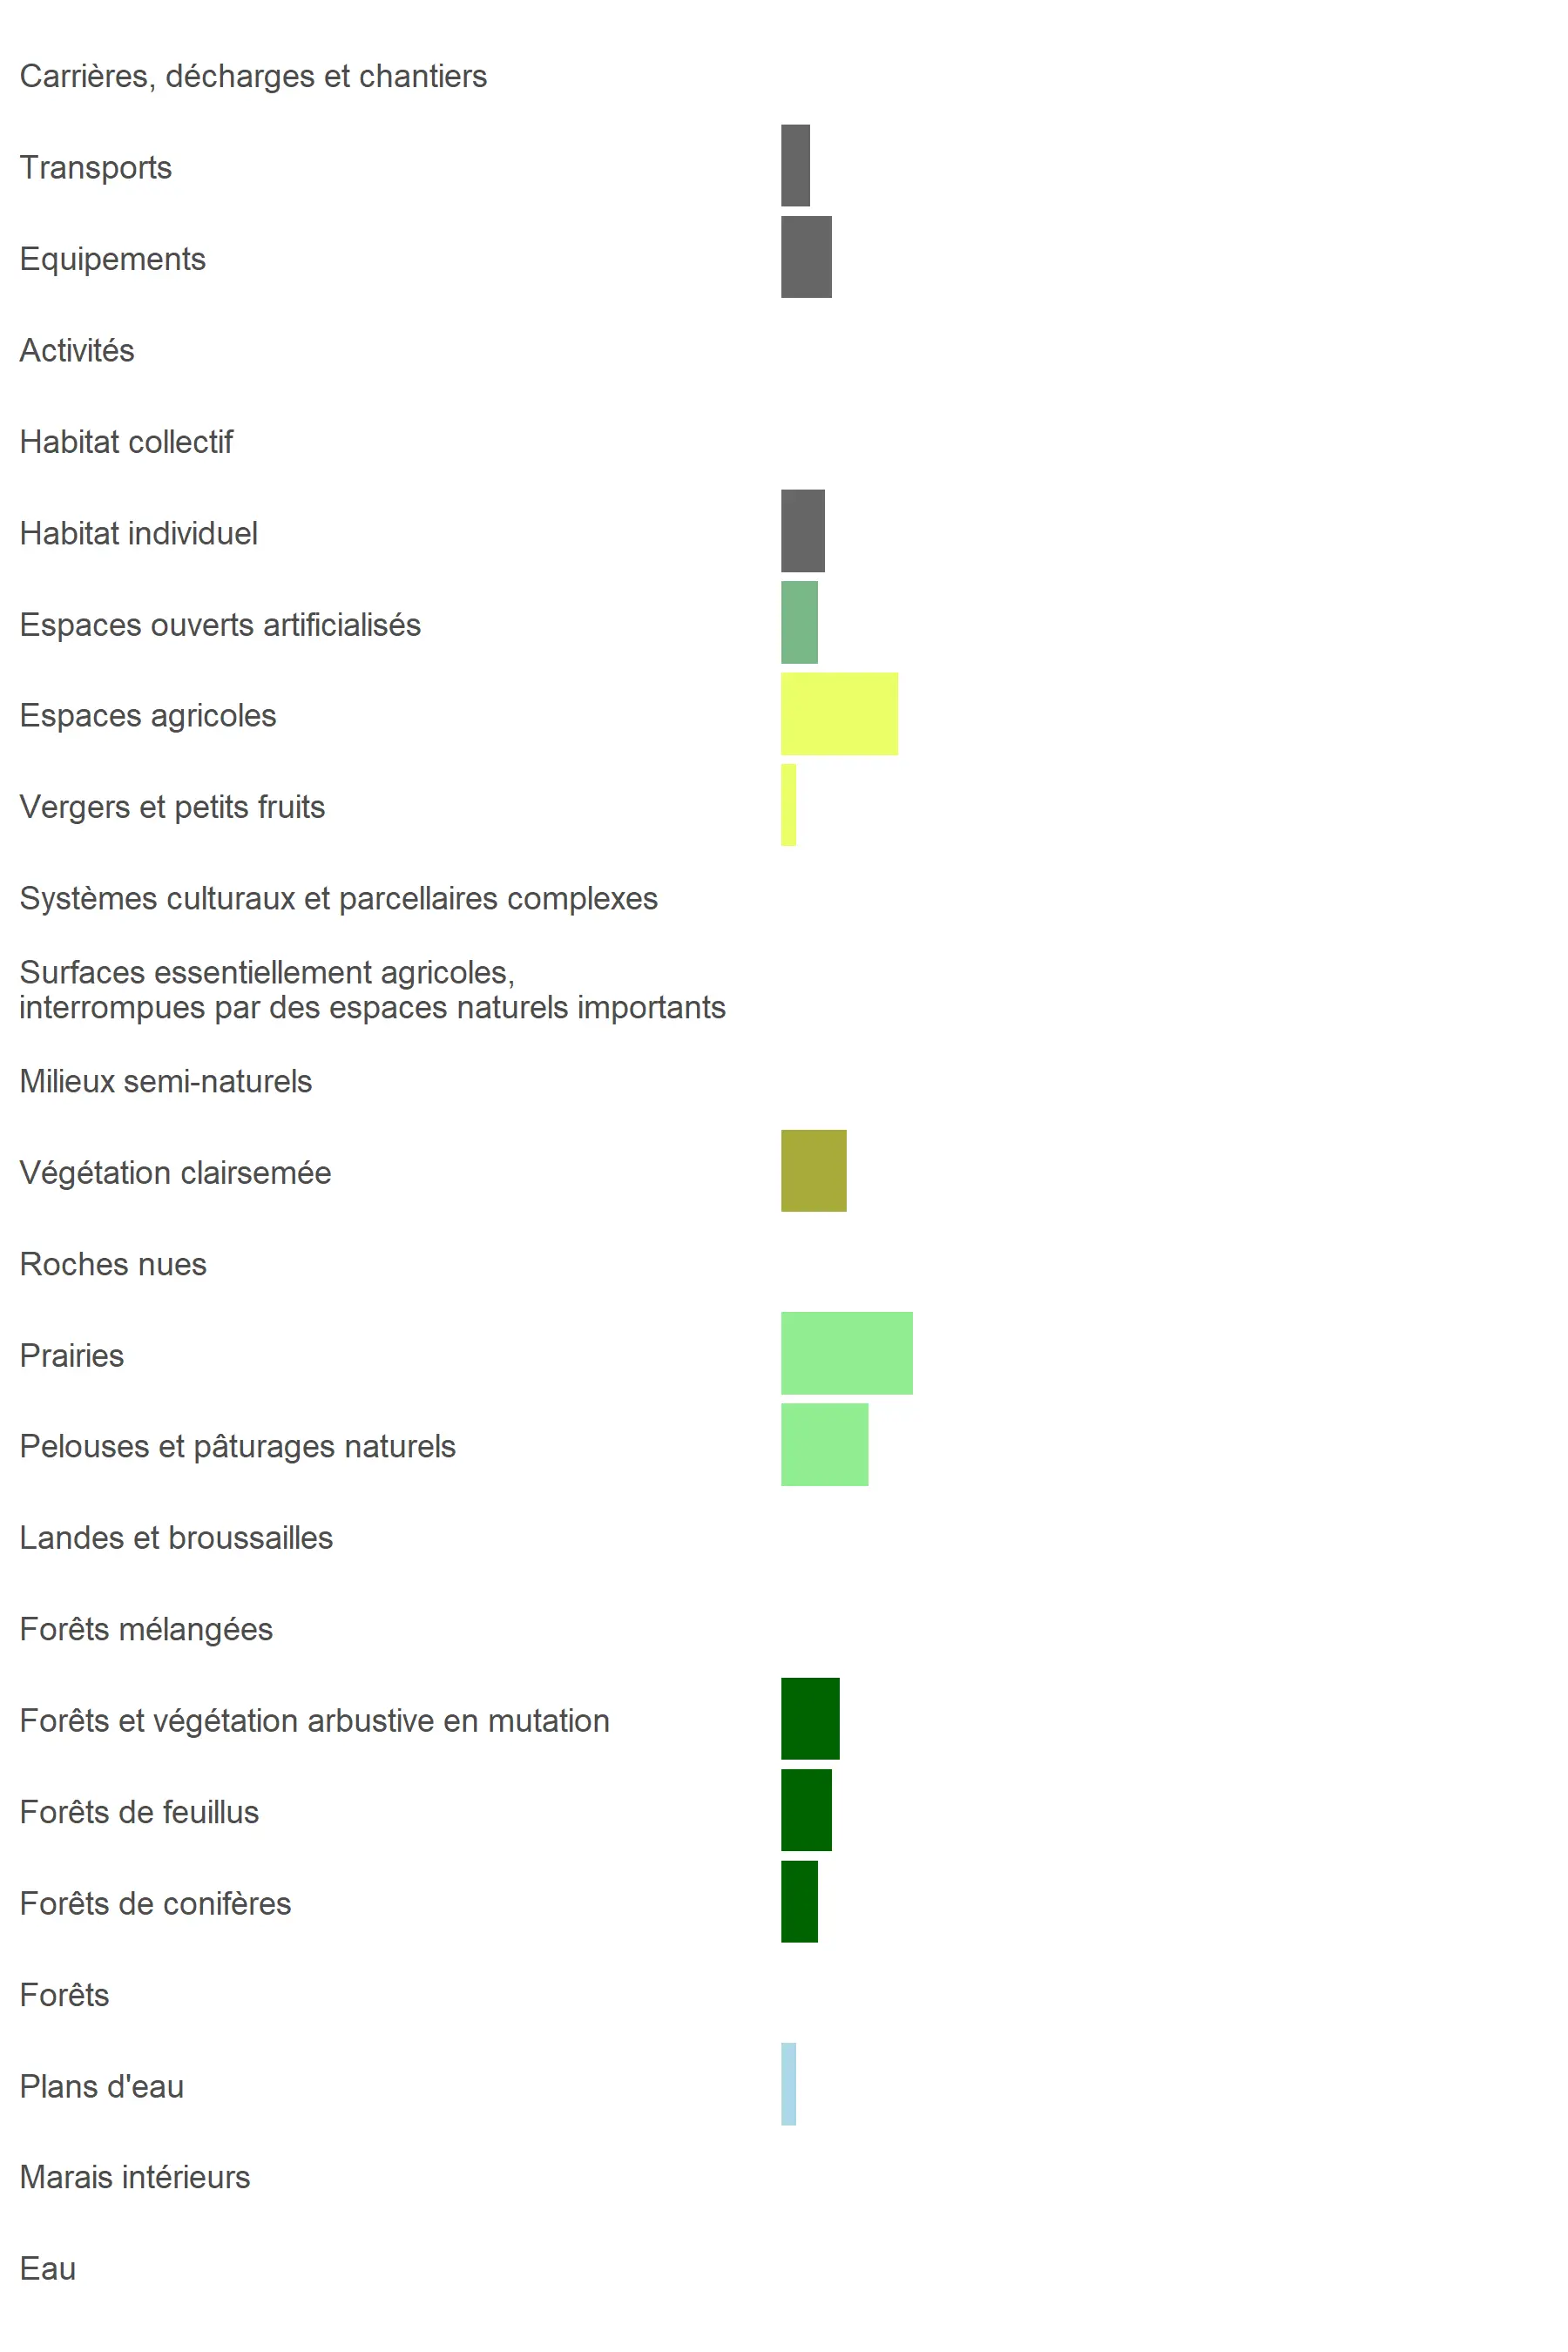 Carrières, décharges et chantiers
Transports
Equipements
Activités
Habitat collectif
Habitat individuel
Espaces ouverts artificialisés
Espaces agricoles
Vergers et petits fruits
Systèmes culturaux et parcellaires complexes
Surfaces essentiellement agricoles,
interrompues par des espaces naturels importants
Milieux semi-naturels
Végétation clairsemée
Roches nues
Prairies
Pelouses et pâturages naturels
Landes et broussailles
Forêts mélangées
Forêts et végétation arbustive en mutation
Forêts de feuillus
Forêts de conifères
Forêts
Plans d'eau
Marais intérieurs
Eau